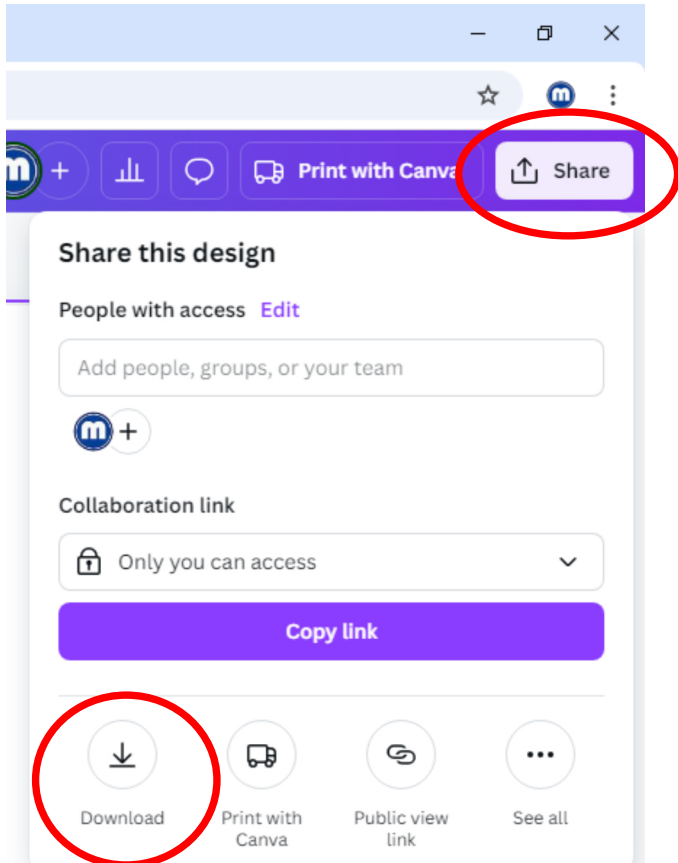 m + Print with Canva Share
Share this design
People with access Edit
Add people, groups, or your team
m +
Collaboration link
Only you can access
Copy link
Download
Print with
Canva
Public view
link
See all